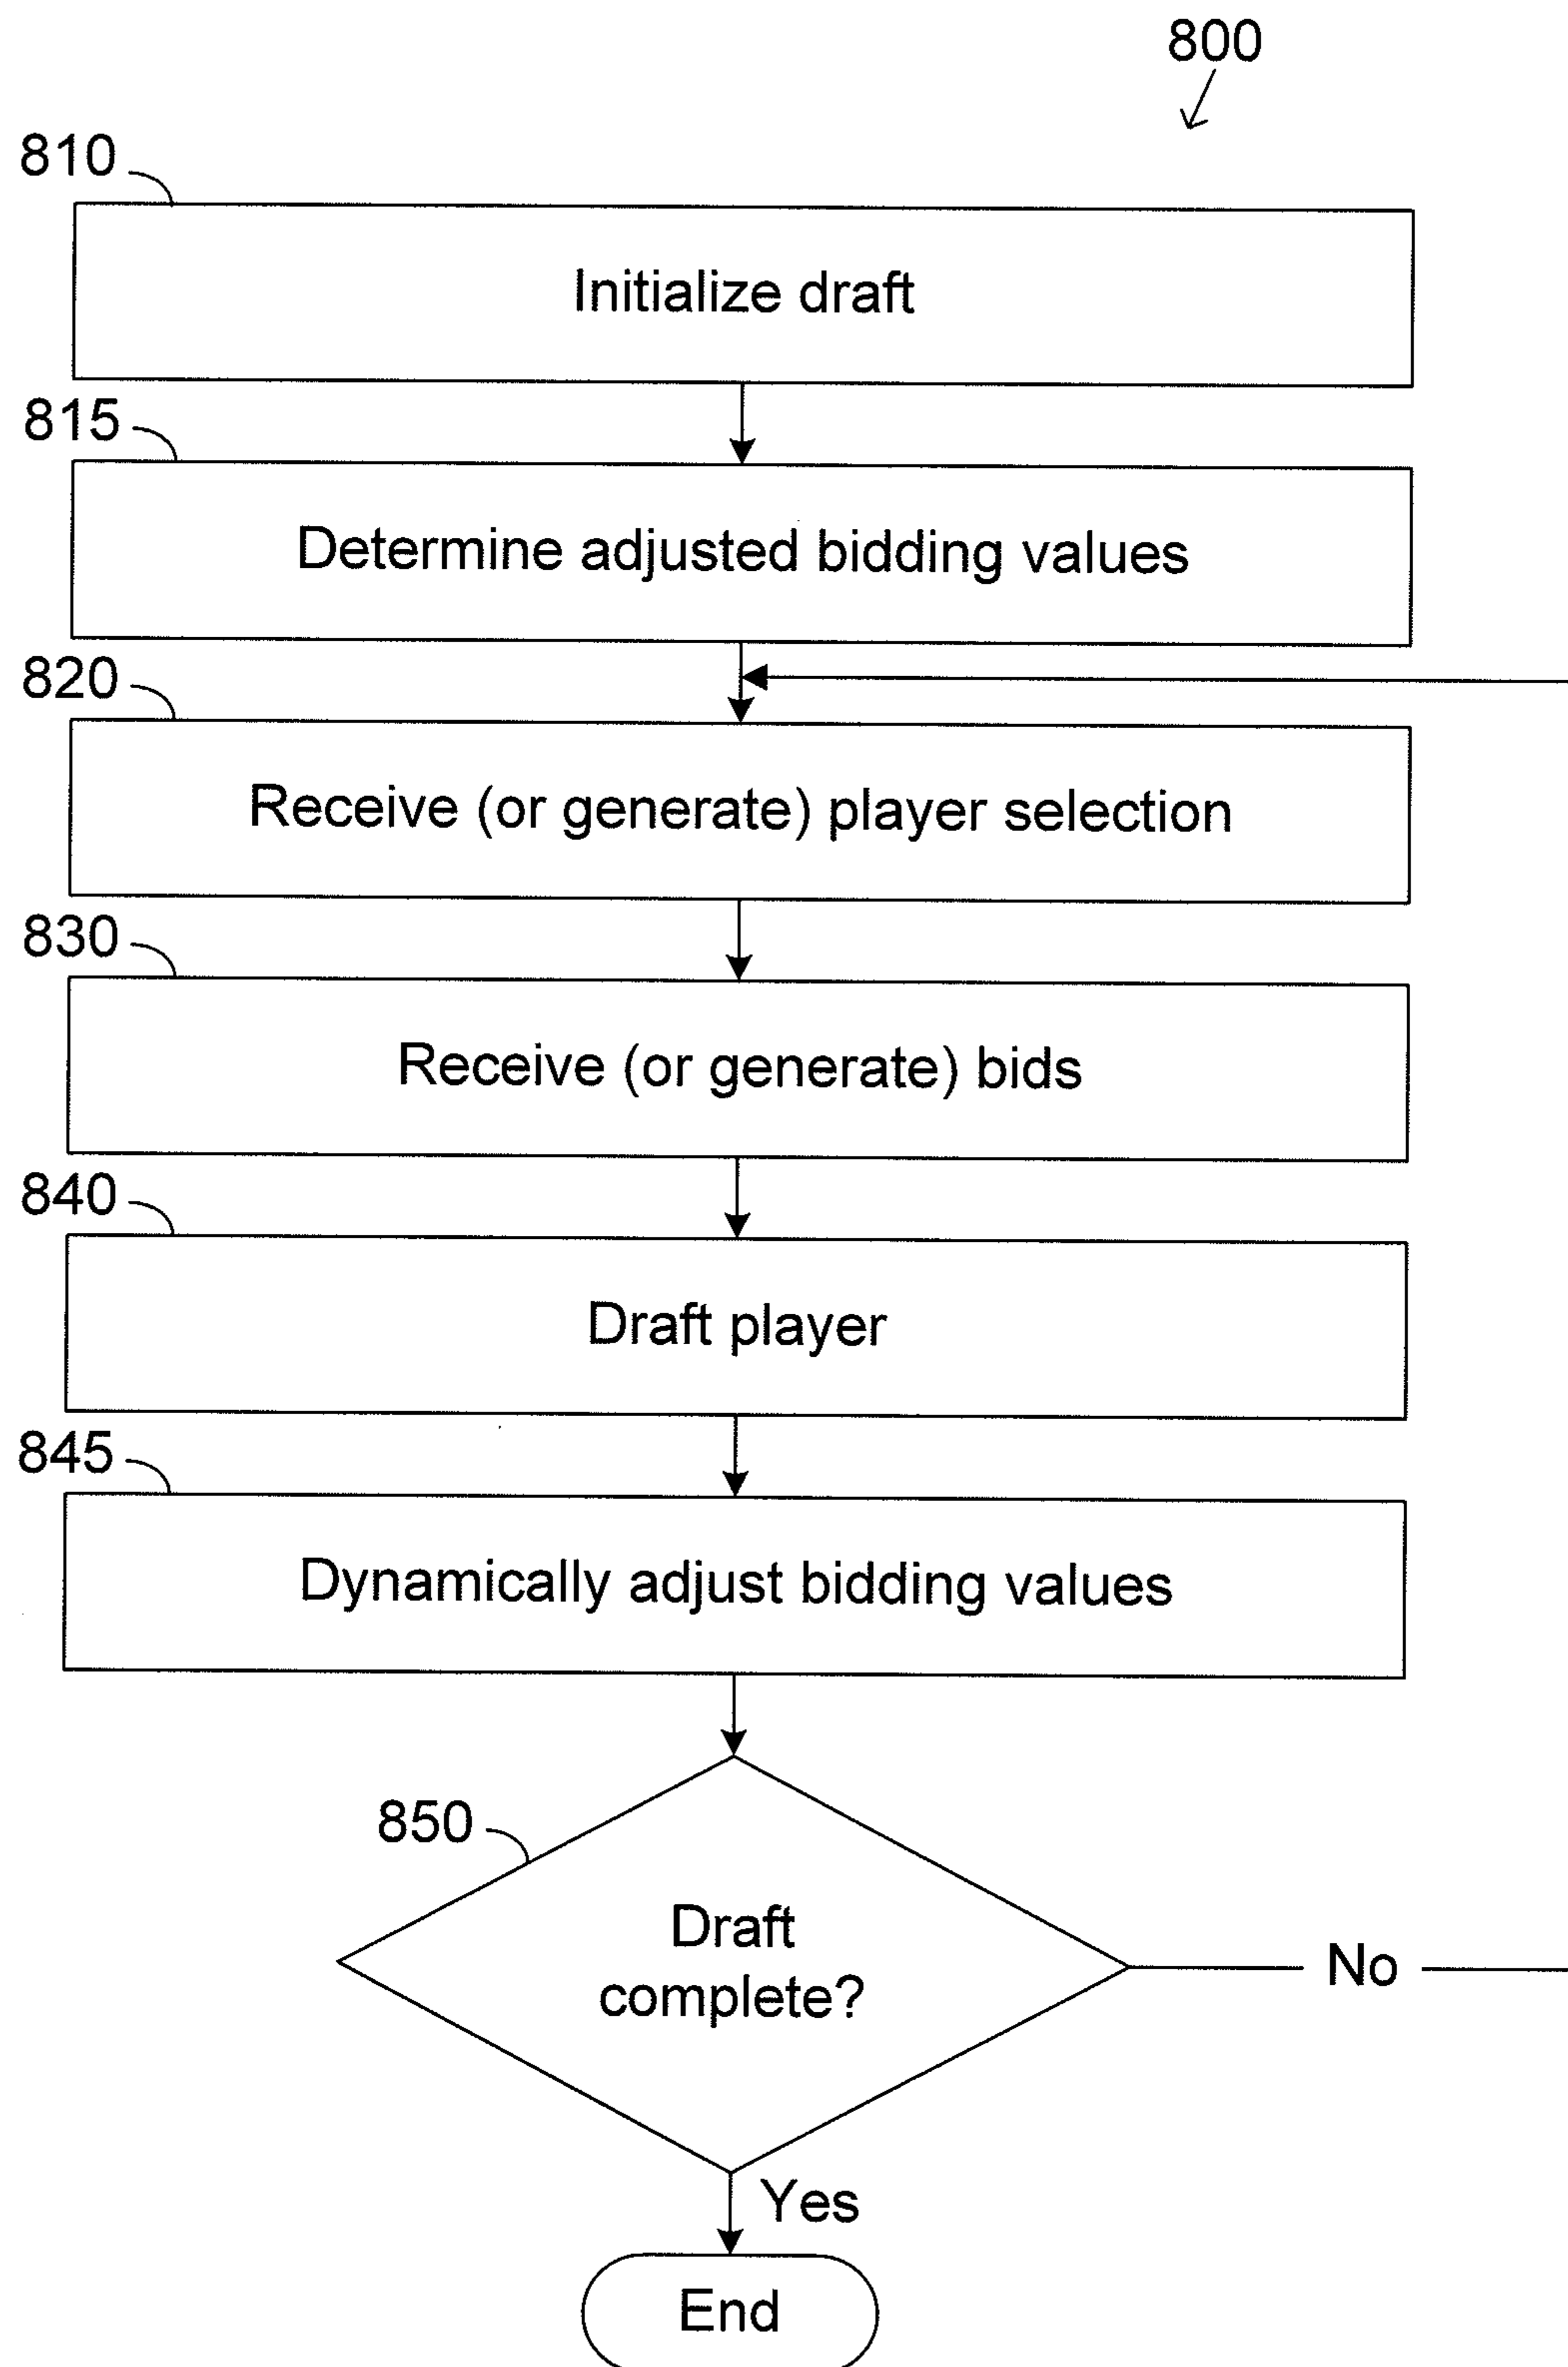 800
810
Initialize draft
815
Determine adjusted bidding values
820
Receive (or generate) player selection
830
Receive (or generate) bids
840
Draft player
845
Dynamically adjust bidding values
850
Draft
complete?
No
Yes
End